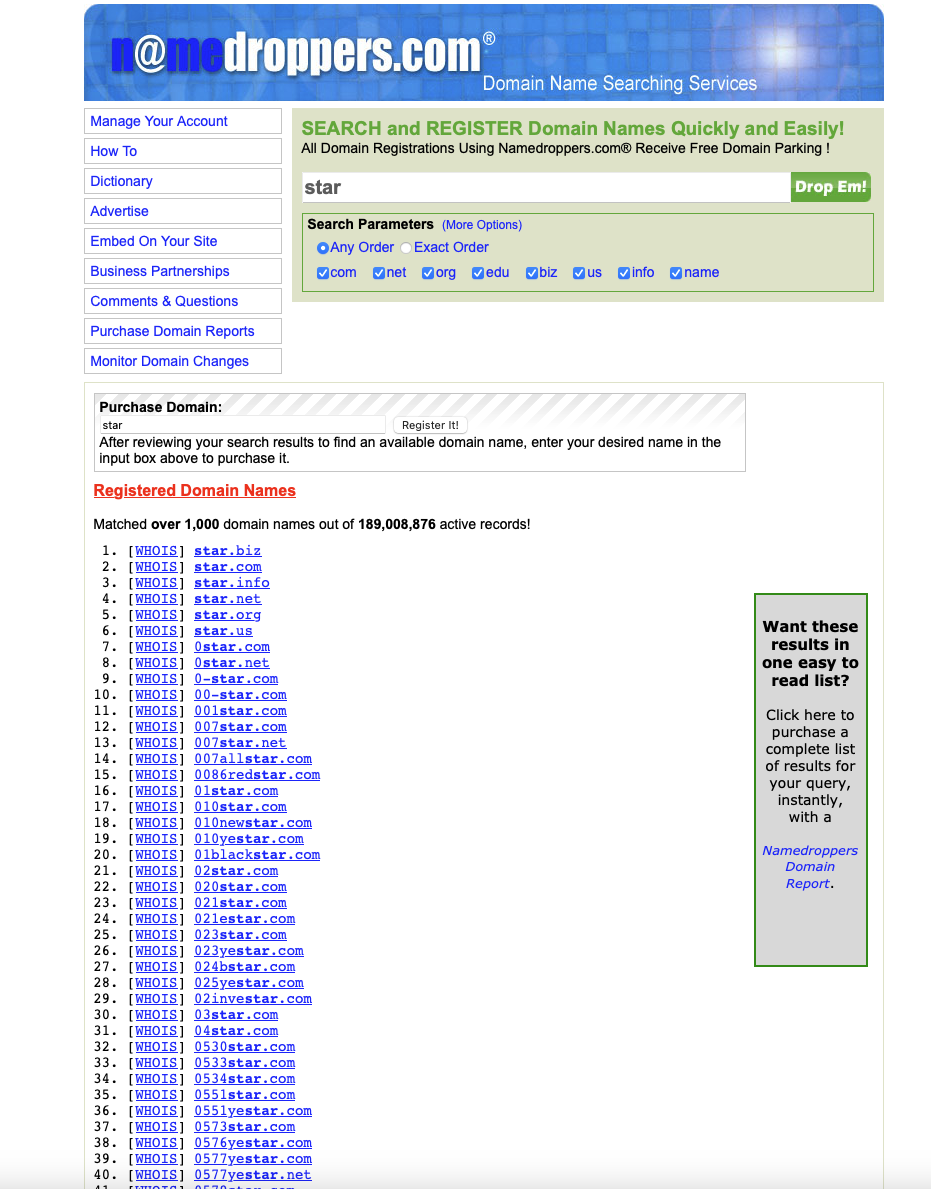 n@medroppers.com®
Domain Name Searching Services
Manage Your Account
How To
Dictionary
Advertise
Embed On Your Site
Business Partnerships
Comments & Questions
Purchase Domain Reports
Monitor Domain Changes
SEARCH and REGISTER Domain Names Quickly and Easily!
All Domain Registrations Using Namedroppers.com® Receive Free Domain Parking !
star Drop Em!
Search Parameters (More Options)
Any Order Exact Order
com net org edu biz us info name
Purchase Domain:
star Register It!
After reviewing your search results to find an available domain name, enter your desired name in the
input box above to purchase it.
Registered Domain Names
Matched over 1,000 domain names out of 189,008,876 active records!
1. [WHOIS] star.biz
2. [WHOIS] star.com
3. [WHOIS] star.info
4. [WHOIS] star.net
5. [WHOIS] star.org
6. [WHOIS] star.us
7. [WHOIS] 0star.com
8. [WHOIS] 0star.net
9. [WHOIS] 0-star.com
10. [WHOIS] 00-star.com
11. [WHOIS] 001star.com
12. [WHOIS] 007star.com
13. [WHOIS] 007star.net
14. [WHOIS] 007allstar.com
15. [WHOIS] 0086redstar.com
16. [WHOIS] 01star.com
17. [WHOIS] 010star.com
18. [WHOIS] 010newstar.com
19. [WHOIS] 010yestar.com
20. [WHOIS] 01blackstar.com
21. [WHOIS] 02star.com
22. [WHOIS] 020star.com
23. [WHOIS] 021star.com
24. [WHOIS] 021estar.com
25. [WHOIS] 023star.com
26. [WHOIS] 023yestar.com
27. [WHOIS] 024bstar.com
28. [WHOIS] 025yestar.com
29. [WHOIS] 02investar.com
30. [WHOIS] 03star.com
31. [WHOIS] 04star.com
32. [WHOIS] 0530star.com
33. [WHOIS] 0533star.com
34. [WHOIS] 0534star.com
35. [WHOIS] 0551star.com
36. [WHOIS] 0551yestar.com
37. [WHOIS] 0573star.com
38. [WHOIS] 0576yestar.com
39. [WHOIS] 0577yestar.com
40. [WHOIS] 0577yestar.net
Want these
results in
one easy to
read list?
Click here to
purchase a
complete list
of results for
your query,
instantly,
with a
Namedroppers
Domain
Report.